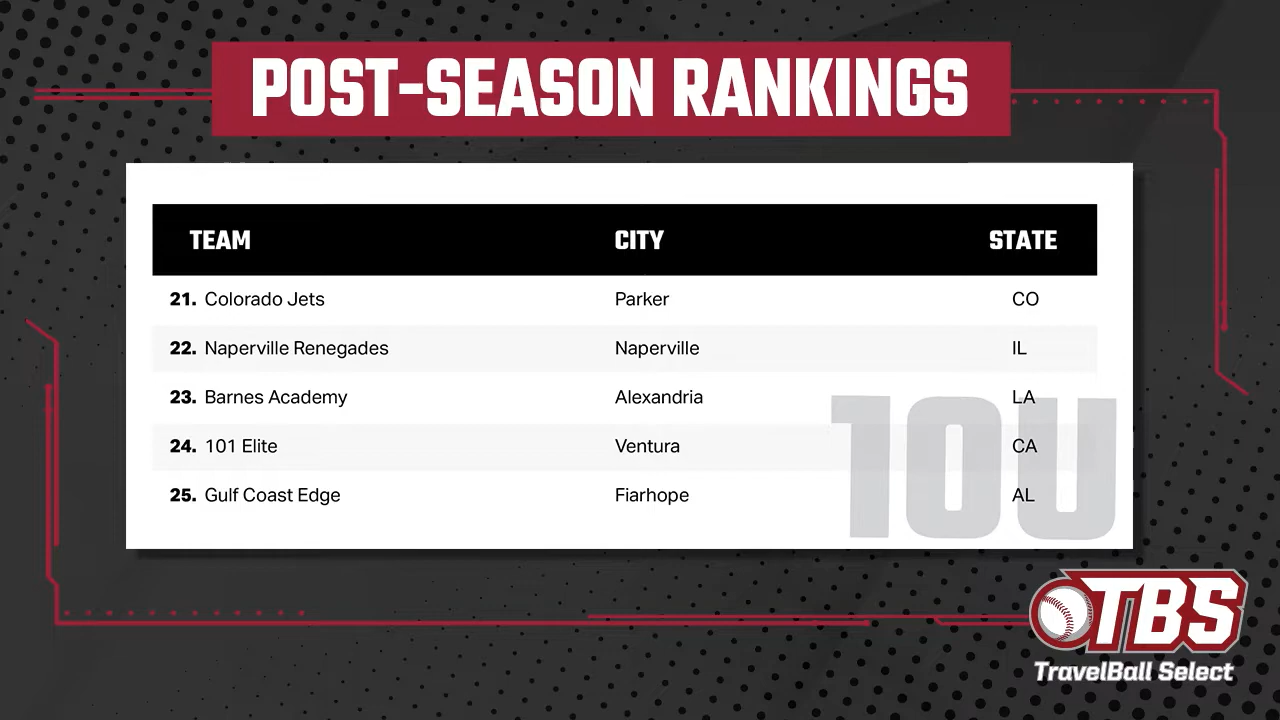 POST-SEASON RANKINGS
TEAM CITY STATE
21. Colorado Jets Parker CO
22. Naperville Renegades Naperville IL
23. Barnes Academy Alexandria LA
24. 101 Elite Ventura CA
25. Gulf Coast Edge Fiarhope AL
10U
TBS
TravelBall Select